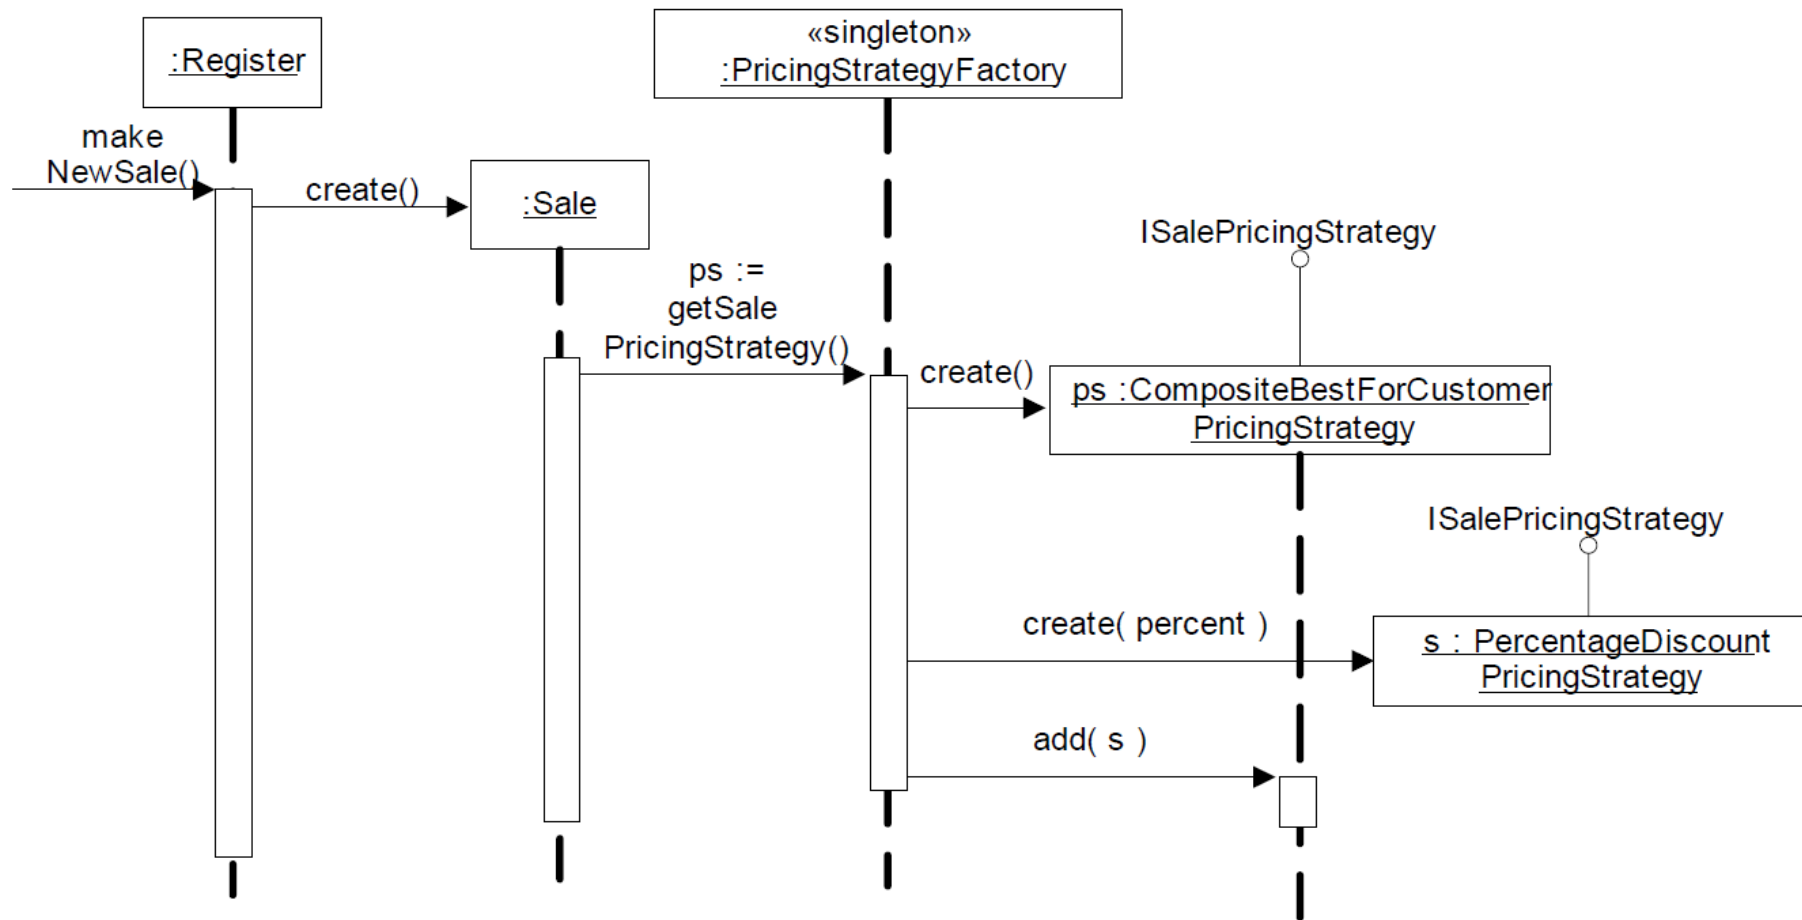 «singleton»
:PricingStrategyFactory
:Register
make
NewSale()
create()
:Sale
ISalePricingStrategy
ps :=
getSale
PricingStrategy()
create()
ps :CompositeBestForCustomer
PricingStrategy
ISalePricingStrategy
create( percent )
s : PercentageDiscount
PricingStrategy
add( s )